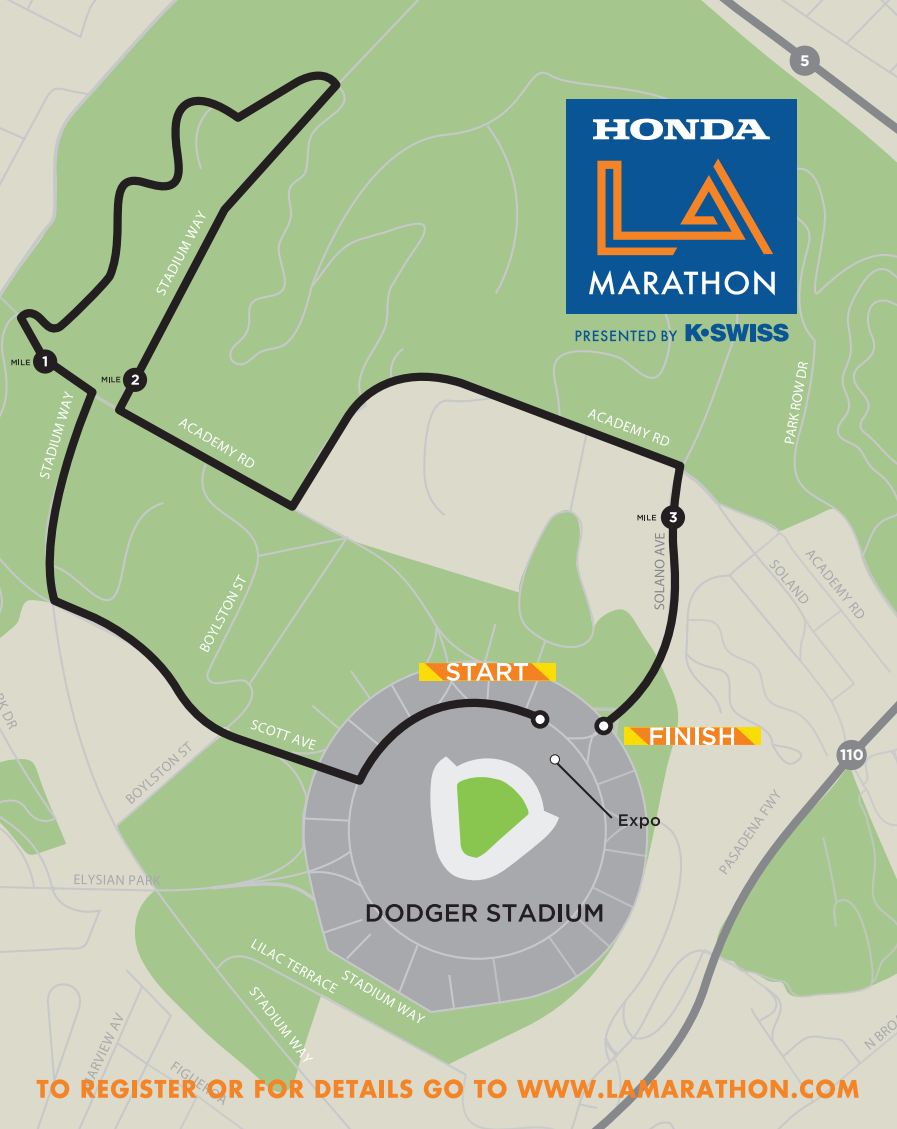 5
HONDA
LA
MARATHON
PRESENTED BY K•SWISS
STADIUM WAY
MILE 1
MILE 2
PARK ROW DR
STADIUM WAY
ACADEMY RD
ACADEMY RD
MILE 3
SOLANO AVE
SOLAND
ACADEMY RD
BOYLSTON ST
START
FINISH
SCOTT AVE
110
BOYLSTON ST
Expo
PASADENA FWY
ELYSIAN PARK
DODGER STADIUM
LILAC TERRACE
STADIUM WAY
STADIUM WAY
TO REGISTER OR FOR DETAILS GO TO WWW.LAMARATHON.COM